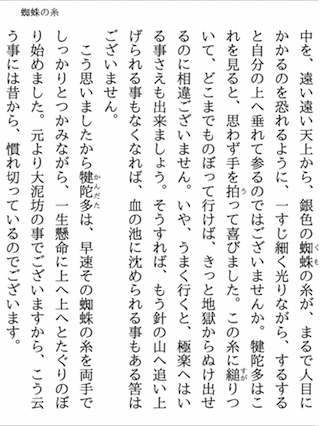 蜘蛛の糸
中を、遠い遠い天上から、銀色の蜘蛛の糸が、まるで人目に
かかるのを恐れるように、一すじ細く光りながら、するする
と自分の上へ垂れて参るのではございませんか。犍陀多はこ
れを見ると、思わず手を拍って喜びました。この糸に縋りつ
いて、どこまでものぼって行けば、きっと地獄からぬけ出せ
るのに相違ございません。いや、うまく行くと、極楽へはい
る事さえも出来ましょう。そうすれば、もう針の山へ追い上
げられる事もなくなれば、血の池に沈められる事もある筈は
ございません。
　こう思いましたから犍陀多は、早速その蜘蛛の糸を両手で
しっかりとつかみながら、一生懸命に上へ上へとたぐりのぼ
り始めました。元より大泥坊の事でございますから、こう云
う事には昔から、慣れ切っているのでございます。